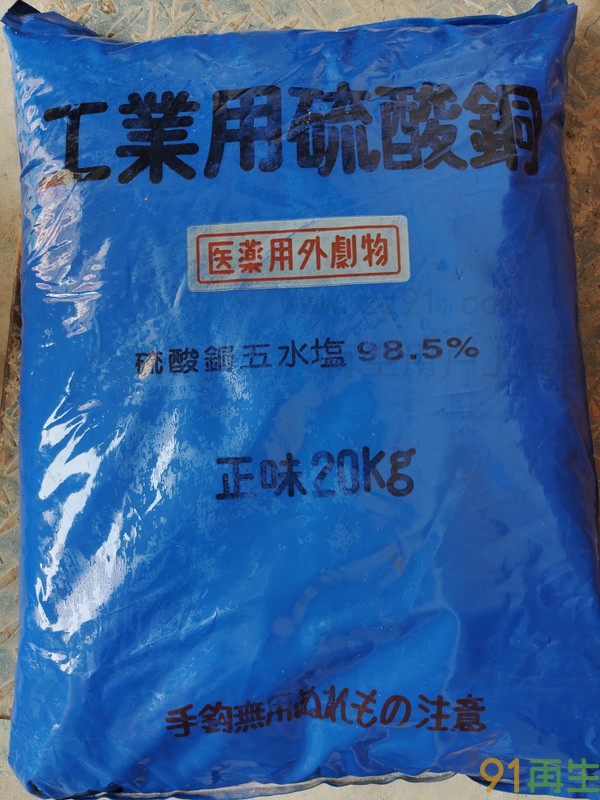 工業用硫酸銅
医薬用外劇物
硫酸銅五水塩 98.5%
正味20Kg
手鈎無用ぬれもの注意
91再生